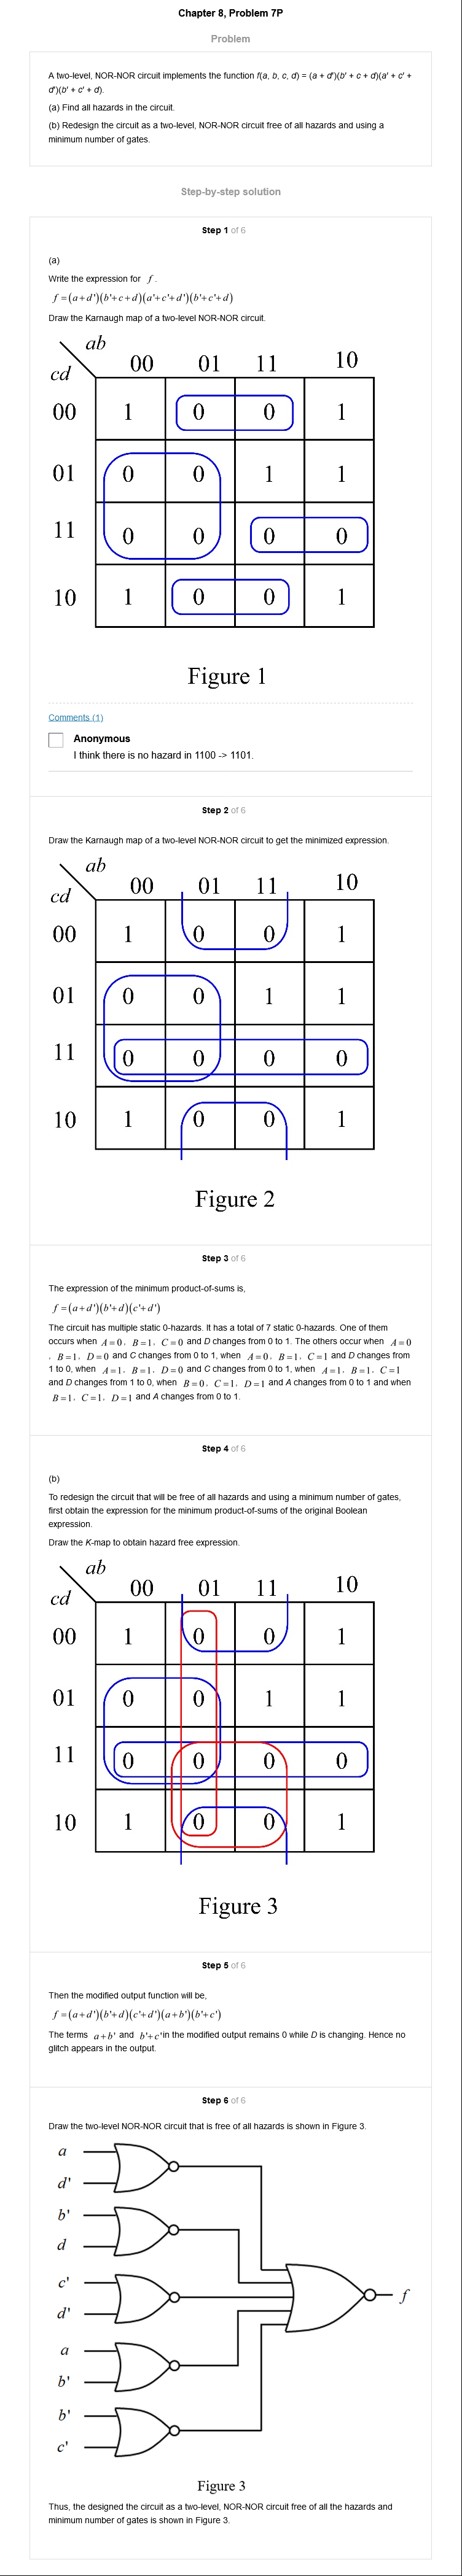 Chapter 8, Problem 7P
Problem
A two-level, NOR-NOR circuit implements the function f(a, b, c, d) = (a + d′)(b′ + c + d)(a′ + c′ +
d′)(b′ + c′ + d).
(a) Find all hazards in the circuit.
(b) Redesign the circuit as a two-level, NOR-NOR circuit free of all hazards and using a
minimum number of gates.
Step-by-step solution
Step 1 of 6
(a)
Write the expression for f.
f = (a+d')(b'+c+d)(a'+c'+d')(b'+c'+d)
Draw the Karnaugh map of a two-level NOR-NOR circuit.
ab
cd
00 01 11 10
00 1 0 0 1
01 0 0 1 1
11 0 0 0 0
10 1 0 0 1
Figure 1
Comments (1)
Anonymous
I think there is no hazard in 1100 -> 1101.
Step 2 of 6
Draw the Karnaugh map of a two-level NOR-NOR circuit to get the minimized expression.
ab
cd
00 01 11 10
00 1 0 0 1
01 0 0 1 1
11 0 0 0 0
10 1 0 0 1
Figure 2
Step 3 of 6
The expression of the minimum product-of-sums is,
f = (a+d')(b'+d)(c'+d')
The circuit has multiple static 0-hazards. It has a total of 7 static 0-hazards. One of them
occurs when A=0, B=1, C=0 and D changes from 0 to 1. The others occur when A=0
, B=1, D=0 and C changes from 0 to 1, when A=0, B=1, C=1 and D changes from
1 to 0, when A=1, B=1, D=0 and C changes from 0 to 1, when A=1, B=1, C=1
and D changes from 1 to 0, when B=0, C=1, D=1 and A changes from 0 to 1 and when
B=1, C=1, D=1 and A changes from 0 to 1.
Step 4 of 6
(b)
To redesign the circuit that will be free of all hazards and using a minimum number of gates,
first obtain the expression for the minimum product-of-sums of the original Boolean
expression.
Draw the K-map to obtain hazard free expression.
ab
cd
00 01 11 10
00 1 0 0 1
01 0 0 1 1
11 0 0 0 0
10 1 0 0 1
Figure 3
Step 5 of 6
Then the modified output function will be,
f = (a+d')(b'+d)(c'+d')(a+b')(b'+c')
The terms a+b' and b'+c' in the modified output remains 0 while D is changing. Hence no
glitch appears in the output.
Step 6 of 6
Draw the two-level NOR-NOR circuit that is free of all hazards is shown in Figure 3.
a
d'
b'
d
c'
f
d'
a
b'
b'
c'
Figure 3
Thus, the designed the circuit as a two-level, NOR-NOR circuit free of all the hazards and
minimum number of gates is shown in Figure 3.